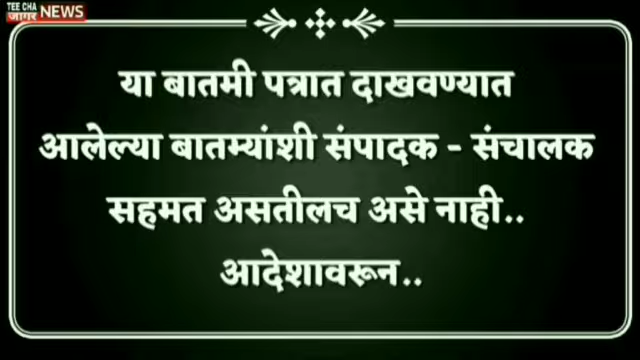 TEE CHA
जागर NEWS
या बातमी पत्रात दाखवण्यात
आलेल्या बातम्यांशी संपादक - संचालक
सहमत असतीलच असे नाही..
आदेशावरून..